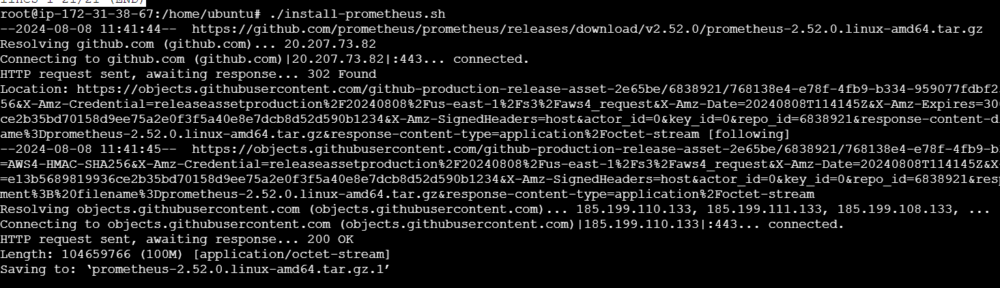 lines 1-21/21 (END)
root@ip-172-31-38-67:/home/ubuntu# ./install-prometheus.sh
--2024-08-08 11:41:44--  https://github.com/prometheus/prometheus/releases/download/v2.52.0/prometheus-2.52.0.linux-amd64.tar.gz
Resolving github.com (github.com)... 20.207.73.82
Connecting to github.com (github.com)|20.207.73.82|:443... connected.
HTTP request sent, awaiting response... 302 Found
Location: https://objects.githubusercontent.com/github-production-release-asset-2e65be/6838921/768138e4-e78f-4fb9-b334-959077fdbf2
56&X-Amz-Credential=releaseassetproduction%2F20240808%2Fus-east-1%2Fs3%2Faws4_request&X-Amz-Date=20240808T114145Z&X-Amz-Expires=30
ce2b35bd70158d9ee75a2e0f3f5a40e8e7dcb8d52d590b1234&X-Amz-SignedHeaders=host&actor_id=0&key_id=0&repo_id=6838921&response-content-d
ame%3Dprometheus-2.52.0.linux-amd64.tar.gz&response-content-type=application%2Foctet-stream [following]
--2024-08-08 11:41:45--  https://objects.githubusercontent.com/github-production-release-asset-2e65be/6838921/768138e4-e78f-4fb9-b
=AWS4-HMAC-SHA256&X-Amz-Credential=releaseassetproduction%2F20240808%2Fus-east-1%2Fs3%2Faws4_request&X-Amz-Date=20240808T114145Z&X
=e13b5689819936ce2b35bd70158d9ee75a2e0f3f5a40e8e7dcb8d52d590b1234&X-Amz-SignedHeaders=host&actor_id=0&key_id=0&repo_id=6838921&res
ment%3B%20filename%3Dprometheus-2.52.0.linux-amd64.tar.gz&response-content-type=application%2Foctet-stream
Resolving objects.githubusercontent.com (objects.githubusercontent.com)... 185.199.110.133, 185.199.111.133, 185.199.108.133, ...
Connecting to objects.githubusercontent.com (objects.githubusercontent.com)|185.199.110.133|:443... connected.
HTTP request sent, awaiting response... 200 OK
Length: 104659766 (100M) [application/octet-stream]
Saving to: ‘prometheus-2.52.0.linux-amd64.tar.gz.1’